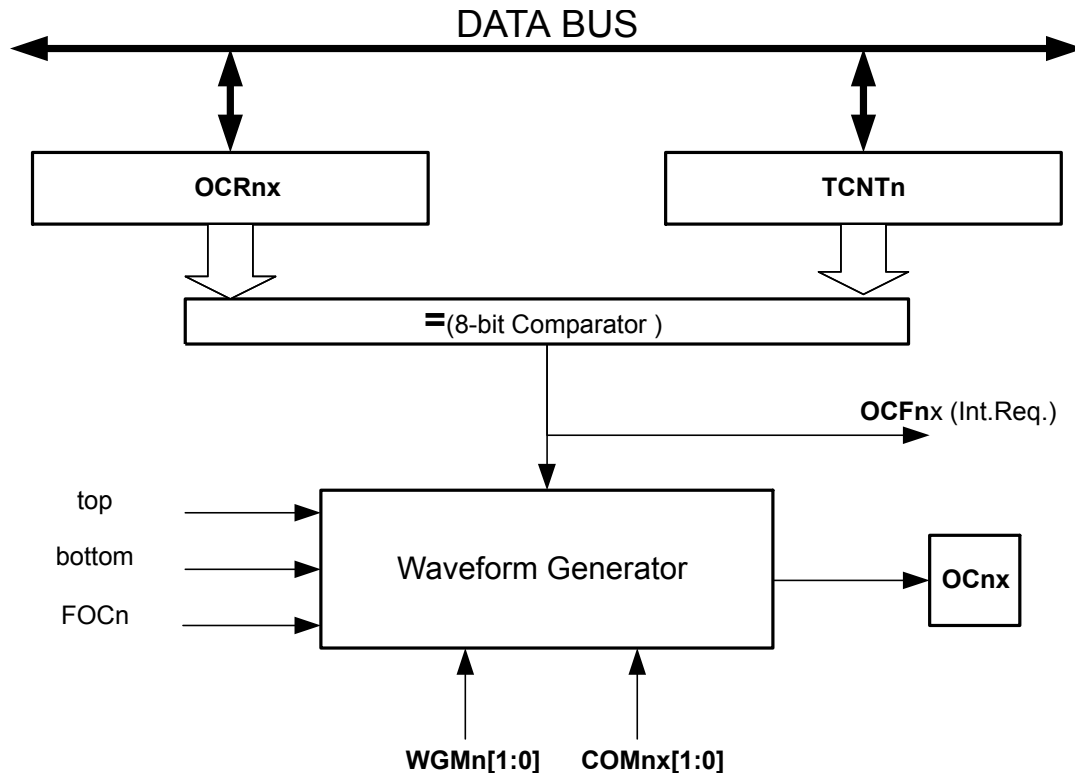 DATA BUS
OCRnx
TCNTn
=(8-bit Comparator )
OCFnx (Int.Req.)
top
bottom
FOCn
Waveform Generator
OCnx
WGMn[1:0]
COMnx[1:0]